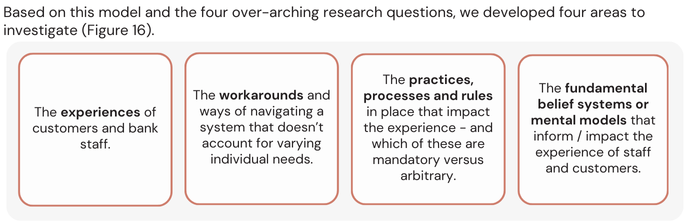 Based on this model and the four over-arching research questions, we developed four areas to
investigate (Figure 16).
The experiences of
customers and bank
staff.
The workarounds and
ways of navigating a
system that doesn't
account for varying
individual needs.
The practices,
processes and rules
in place that impact
the experience - and
which of these are
mandatory versus
arbitrary.
The fundamental
belief systems or
mental models that
inform / impact the
experience of staff
and customers.